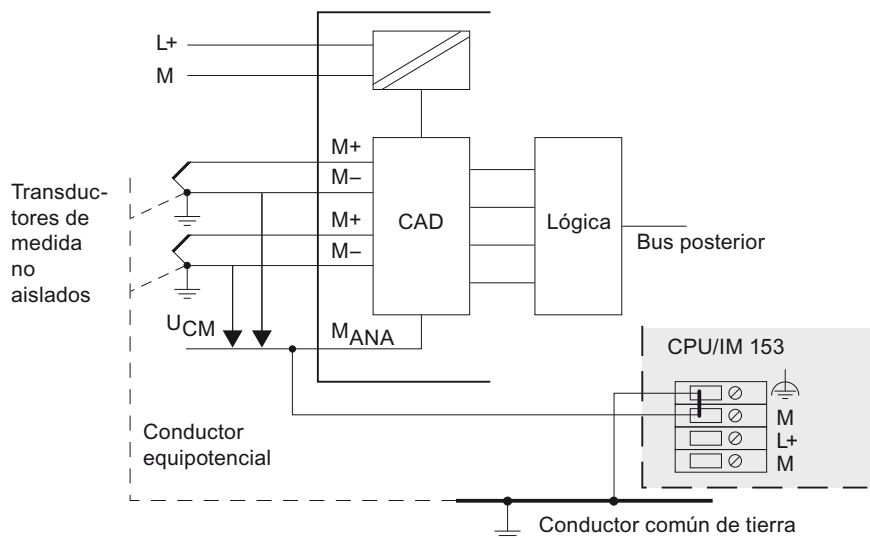 L+
M
M+
M–
M+
M–
Transduc-
tores de
medida
no
aislados
CAD
Lógica
Bus posterior
UCM
MANA
CPU/IM 153
M
L+
M
Conductor
equipotencial
Conductor común de tierra